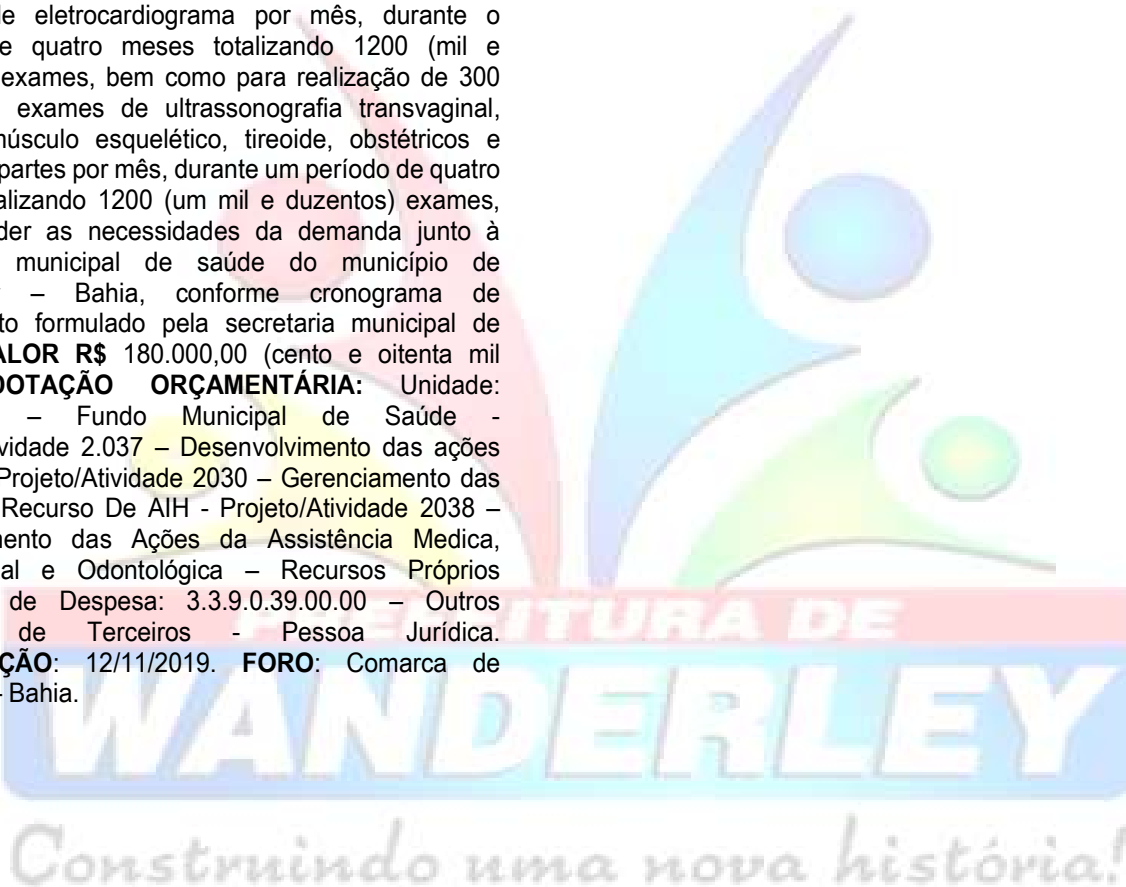 de eletrocardiograma por mês, durante o
e quatro meses totalizando 1200 (mil e
exames, bem como para realização de 300
exames de ultrassonografia transvaginal,
músculo esquelético, tireoide, obstétricos e
partes por mês, durante um período de quatro
alizando 1200 (um mil e duzentos) exames,
der as necessidades da demanda junto à
municipal de saúde do município de
– Bahia, conforme cronograma de
to formulado pela secretaria municipal de
ALOR R$ 180.000,00 (cento e oitenta mil
DOTAÇÃO ORÇAMENTÁRIA: Unidade:
– Fundo Municipal de Saúde -
vidade 2.037 – Desenvolvimento das ações
Projeto/Atividade 2030 – Gerenciamento das
Recurso De AIH - Projeto/Atividade 2038 –
mento das Ações da Assistência Medica,
al e Odontológica – Recursos Próprios
de Despesa: 3.3.9.0.39.00.00 – Outros
de Terceiros - Pessoa Jurídica.
ÇÃO: 12/11/2019. FORO: Comarca de
– Bahia.
PREFEITURA DE
WANDERLEY
Construindo uma nova história!